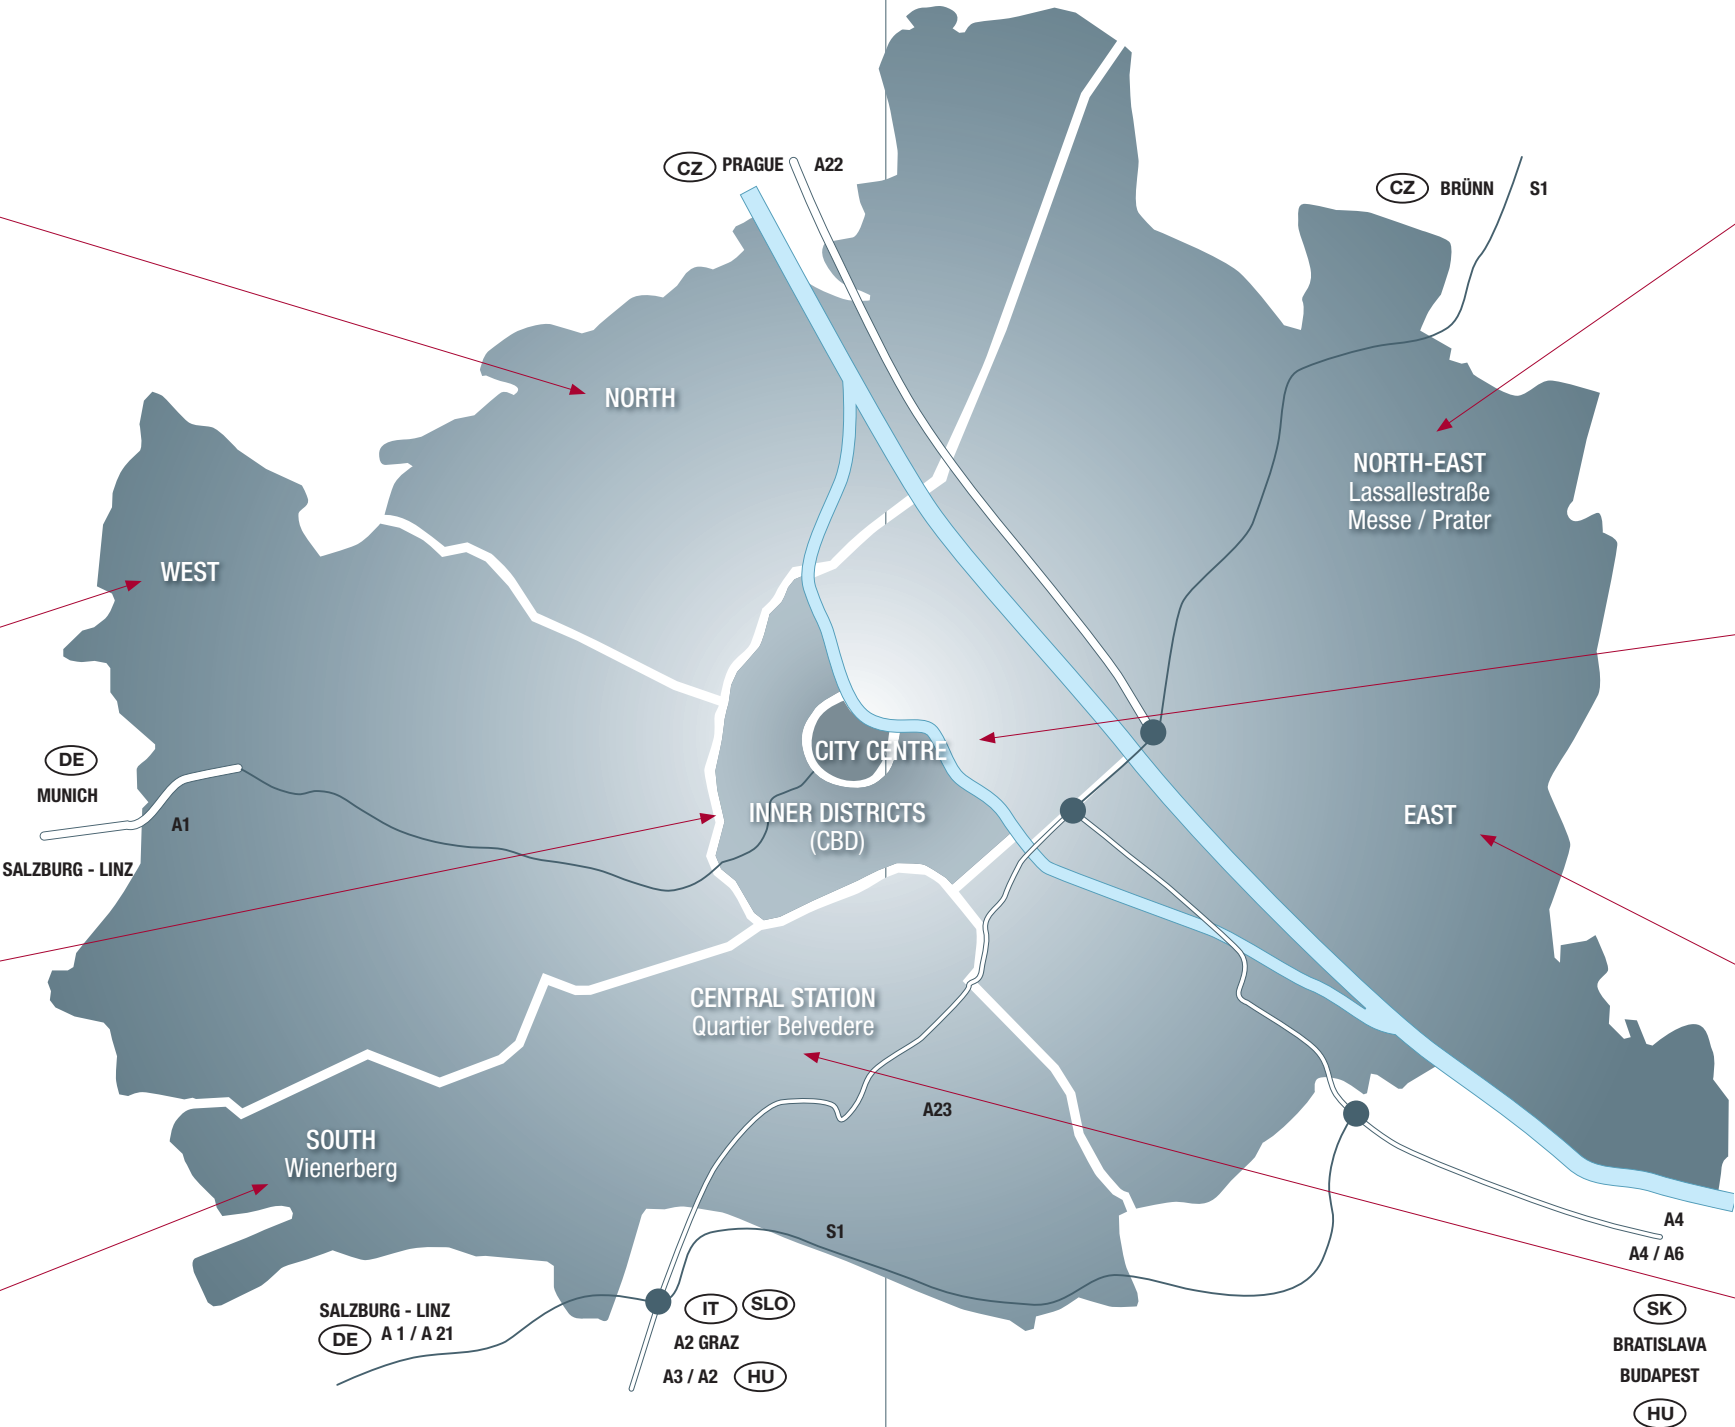 CZ PRAGUE A22
CZ BRÜNN S1
NORTH
NORTH-EAST
Lassallestraße
Messe / Prater
WEST
DE
MUNICH
A1
SALZBURG - LINZ
CITY CENTRE
INNER DISTRICTS
(CBD)
EAST
CENTRAL STATION
Quartier Belvedere
A23
SOUTH
Wienerberg
S1
A4
A4 / A6
SALZBURG - LINZ
DE A 1 / A 21
IT SLO
A2 GRAZ
A3 / A2 HU
SK
BRATISLAVA
BUDAPEST
HU